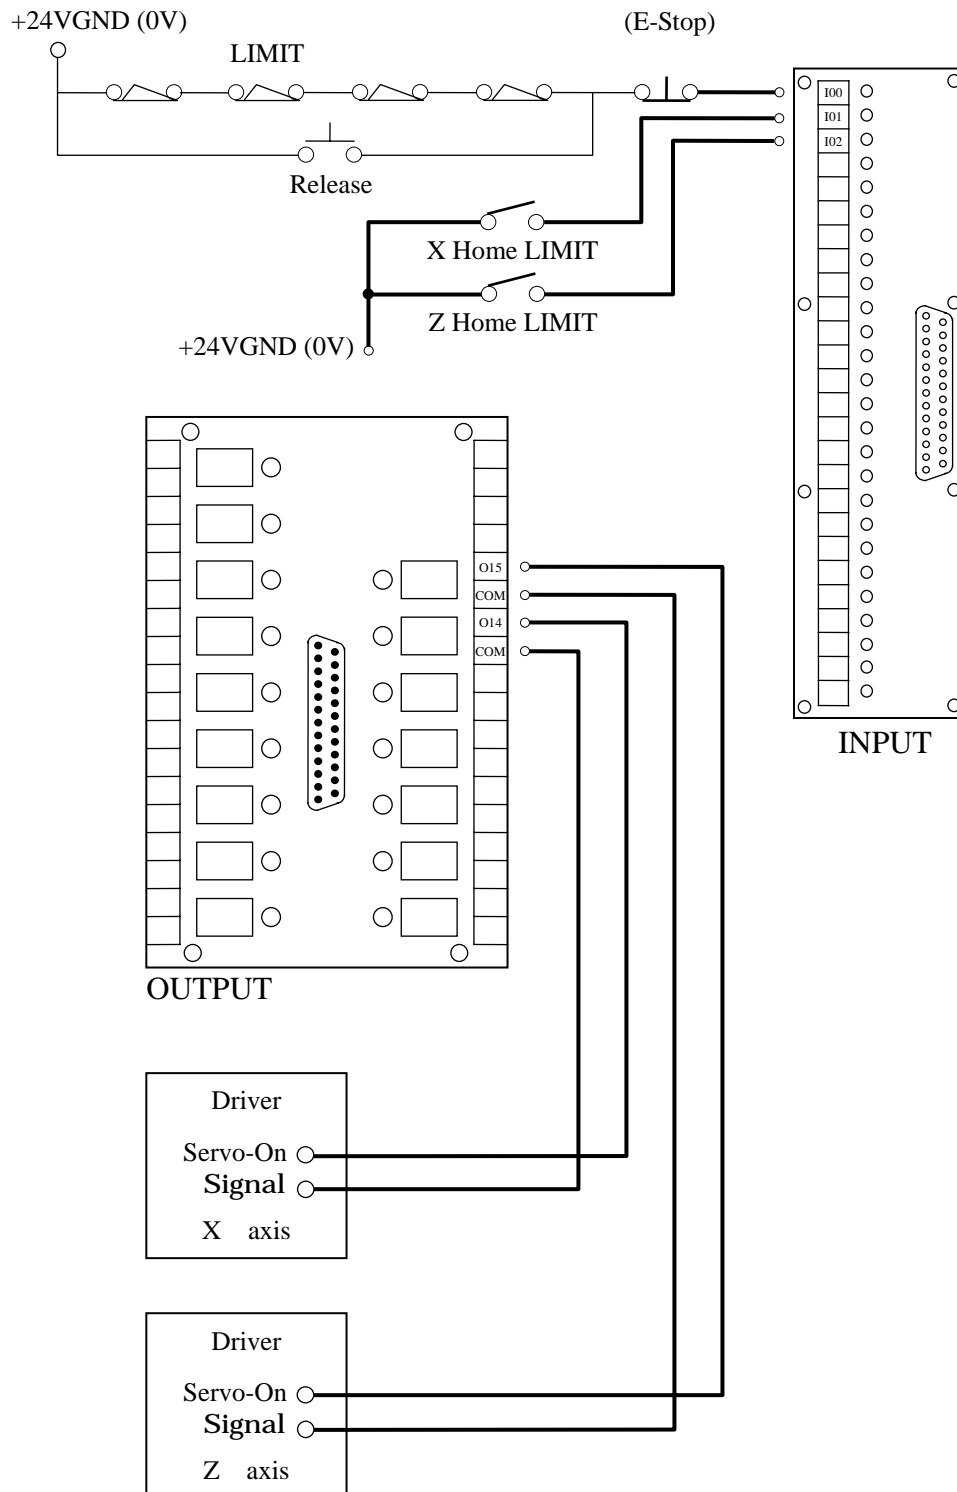 +24VGND (0V)
(E-Stop)
LIMIT
I00
I01
I02
Release
X Home LIMIT
Z Home LIMIT
+24VGND (0V)
O15
COM
O14
COM
INPUT
OUTPUT
Driver
Servo-On
Signal
X axis
Driver
Servo-On
Signal
Z axis